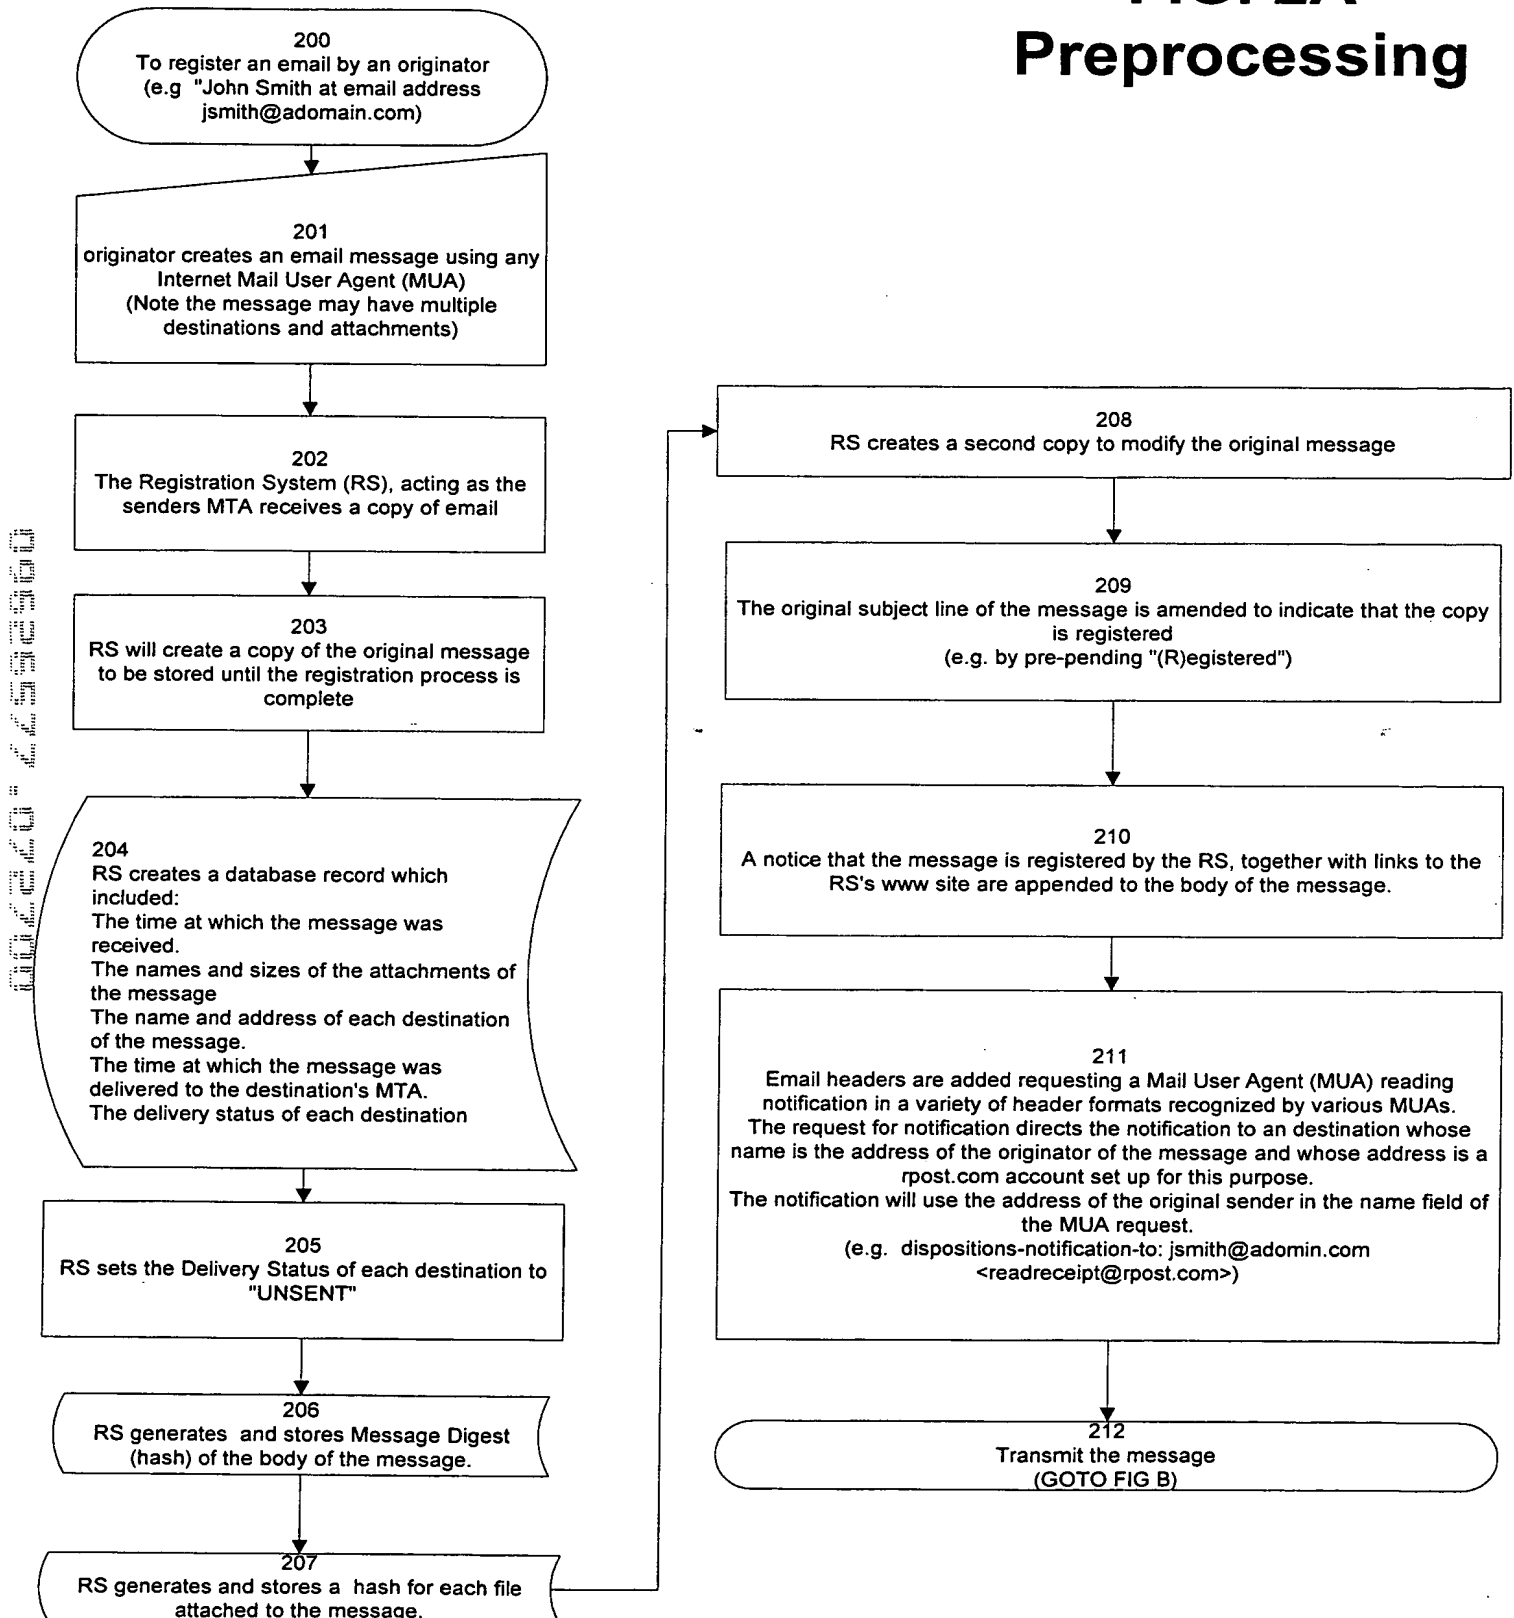 FIG. 2A
Preprocessing
200
To register an email by an originator
(e.g "John Smith at email address
jsmith@adomain.com)
201
originator creates an email message using any
Internet Mail User Agent (MUA)
(Note the message may have multiple
destinations and attachments)
202
The Registration System (RS), acting as the
senders MTA receives a copy of email
203
RS will create a copy of the original message
to be stored until the registration process is
complete
204
RS creates a database record which
included:
The time at which the message was
received.
The names and sizes of the attachments of
the message
The name and address of each destination
of the message.
The time at which the message was
delivered to the destination's MTA.
The delivery status of each destination
205
RS sets the Delivery Status of each destination to
"UNSENT"
206
RS generates and stores Message Digest
(hash) of the body of the message.
207
RS generates and stores a hash for each file
attached to the message.
208
RS creates a second copy to modify the original message
209
The original subject line of the message is amended to indicate that the copy
is registered
(e.g. by pre-pending "(R)egistered")
210
A notice that the message is registered by the RS, together with links to the
RS's www site are appended to the body of the message.
211
Email headers are added requesting a Mail User Agent (MUA) reading
notification in a variety of header formats recognized by various MUAs.
The request for notification directs the notification to an destination whose
name is the address of the originator of the message and whose address is a
rpost.com account set up for this purpose.
The notification will use the address of the original sender in the name field of
the MUA request.
(e.g. dispositions-notification-to: jsmith@adomin.com
<readreceipt@rpost.com>)
212
Transmit the message
(GOTO FIG B)
09626577.072700